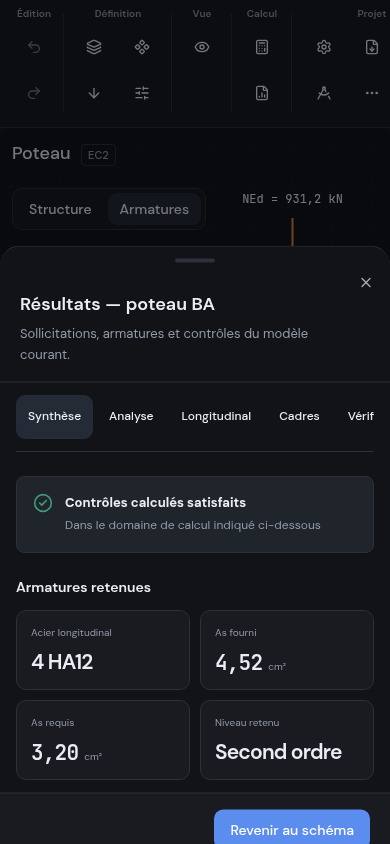 Édition Définition Vue Calcul Projet
Poteau EC2
Structure Armatures
NEd = 931,2 kN
Résultats — poteau BA
Sollicitations, armatures et contrôles du modèle
courant.
Synthèse Analyse Longitudinal Cadres Vérif
Contrôles calculés satisfaits
Dans le domaine de calcul indiqué ci-dessous
Armatures retenues
Acier longitudinal As fourni
4 HA12 4,52 cm²
As requis Niveau retenu
3,20 cm² Second ordre
Revenir au schéma